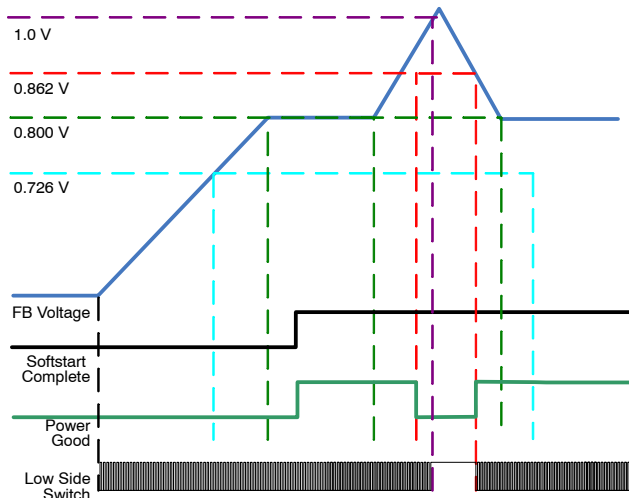 1.0 V
0.862 V
0.800 V
0.726 V
FB Voltage
Softstart
Complete
Power
Good
Low Side
Switch